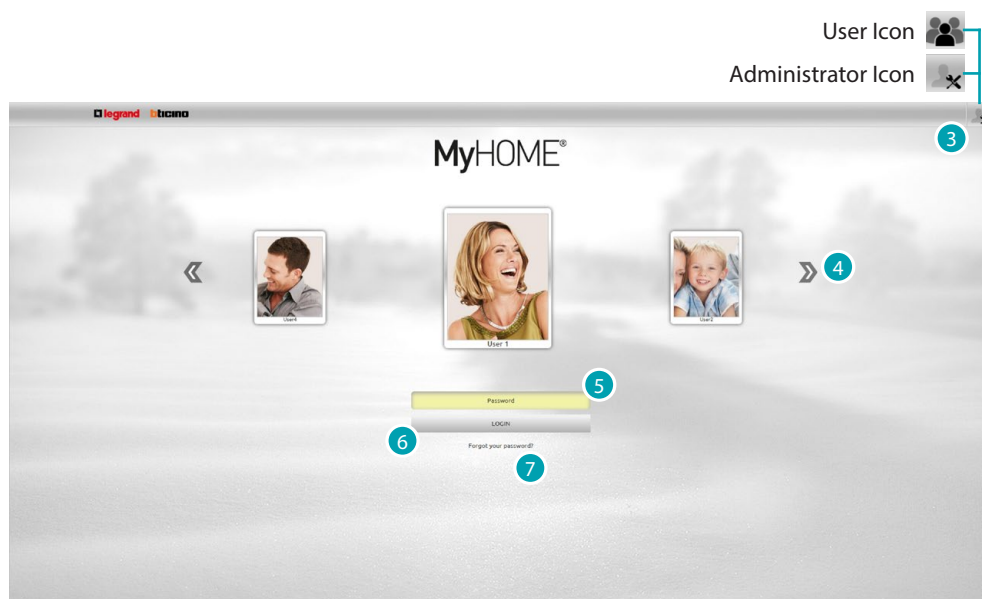 User Icon
Administrator Icon
legrand bticino
3
MyHOME®
4
User4
User 1
User2
5
Password
LOGIN
6
Forgot your password?
7